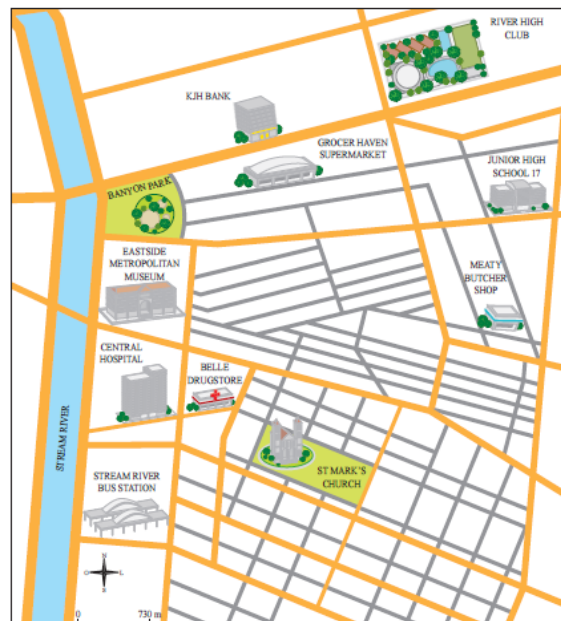 RIVER HIGH
CLUB
KJH BANK
GROCER HAVEN
SUPERMARKET
JUNIOR HIGH
SCHOOL 17
BANYON PARK
EASTSIDE
METROPOLITAN
MUSEUM
MEATY
BUTCHER
SHOP
CENTRAL
HOSPITAL
BELLE
DRUGSTORE
STREAM RIVER
ST MARK'S
CHURCH
STREAM RIVER
BUS STATION
N
O L
S
0 730 m